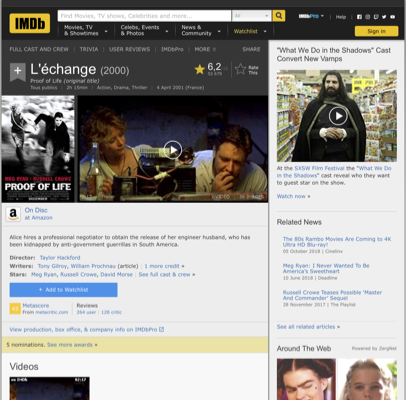 IMDb
Find Movies, TV shows, Celebrities and more...
All
IMDbPro
Help
Movies, TV
& Showtimes
Celebs, Events
& Photos
News &
Community
Watchlist
Sign in
FULL CAST AND CREW | TRIVIA | USER REVIEWS | IMDbPro | MORE
SHARE
L'échange (2000)
Proof of Life (original title)
Tous publics | 2h 15min | Action, Drama, Thriller | 4 April 2001 (France)
6,2
Rate
This
MEG RYAN RUSSELL CROWE
PROOF OF LIFE
On Disc
at Amazon
Alice hires a professional negotiator to obtain the release of her engineer husband, who has
been kidnapped by anti-government guerrillas in South America.
Director: Taylor Hackford
Writers: Tony Gilroy, William Prochnau (article) | 1 more credit »
Stars: Meg Ryan, Russell Crowe, David Morse | See full cast & crew »
+ Add to Watchlist
Metascore
From metacritic.com
Reviews
264 user | 128 critic
View production, box office, & company info on IMDbPro
5 nominations. See more awards »
Videos
"What We Do in the Shadows" Cast
Convert New Vamps
At the SXSW Film Festival the "What We Do
in the Shadows" cast reveal who they want
to guest star on the show.
Watch now »
Related News
The 80s Rambo Movies Are Coming to 4K
Ultra HD Blu-ray!
05 October 2018 | Cinelinx
Meg Ryan: I Never Wanted To Be
America's Sweetheart
10 June 2018 | Deadline
Russell Crowe Teases Possible 'Master
And Commander' Sequel
28 November 2017 | The Playlist
See all related articles »
Around The Web
Powered by ZergNet